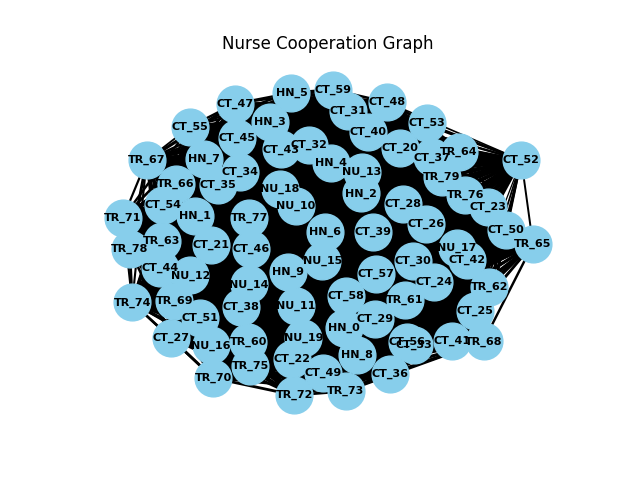 Nurse Cooperation Graph
HN_5
CT_59
CT_47
CT_48
CT_31
HN_3
CT_53
CT_55
CT_40
CT_45
CT_32
CT_20
CT_43
TR_64
CT_37
HN_7
TR_67
CT_52
HN_4
NU_13
CT_34
TR_79
TR_66
CT_35
NU_18
HN_2
TR_76
CT_54
NU_10
CT_28
CT_23
HN_1
TR_71
TR_77
CT_26
CT_50
HN_6
CT_39
TR_63
CT_21
TR_65
TR_78
CT_46
NU_17
CT_42
NU_15
CT_30
CT_44
HN_9
CT_57
NU_12
CT_24
NU_14
TR_62
CT_58
TR_69
TR_61
TR_74
NU_11
CT_38
CT_25
CT_51
CT_29
HN_0
CT_27
NU_19
TR_60
CT_41
TR_68
NU_16
CT_33
HN_8
CT_22
TR_75
CT_49
CT_36
TR_70
TR_73
TR_72